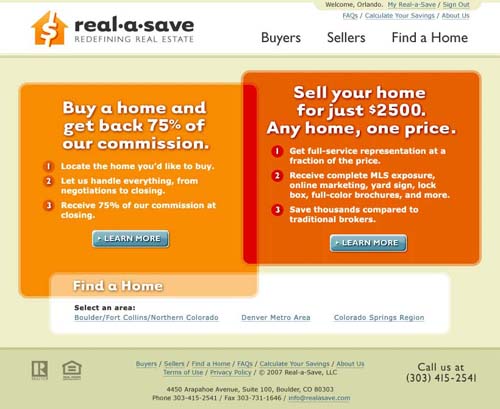 Welcome, Orlando. My Real-a-Save / Sign Out
FAQs / Calculate Your Savings / About Us
real·a·save
REDEFINING REAL ESTATE
Buyers Sellers Find a Home
Buy a home and
get back 75% of
our commission.
1 Locate the home you'd like to buy.
2 Let us handle everything, from
negotiations to closing.
3 Receive 75% of our commission at
closing.
LEARN MORE
Sell your home
for just $2500.
Any home, one price.
1 Get full-service representation at a
fraction of the price.
2 Receive complete MLS exposure,
online marketing, yard sign, lock
box, full-color brochures, and more.
3 Save thousands compared to
traditional brokers.
LEARN MORE
Find a Home
Select an area:
Boulder/Fort Collins/Northern Colorado Denver Metro Area Colorado Springs Region
Buyers / Sellers / Find a Home / FAQs / Calculate Your Savings / About Us
Terms of Use / Privacy Policy / © 2007 Real-a-Save, LLC
4450 Arapahoe Avenue, Suite 100, Boulder, CO 80303
Phone 303-415-2541 / Fax 303-731-1646 / info@realasave.com
Call us at
(303) 415-2541